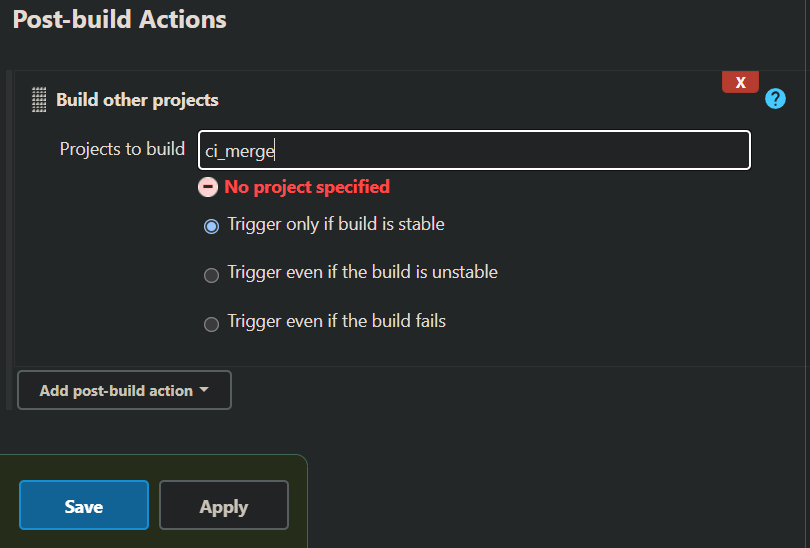 Post-build Actions
X
Build other projects
?
Projects to build
ci_merge
No project specified
Trigger only if build is stable
Trigger even if the build is unstable
Trigger even if the build fails
Add post-build action
Save
Apply